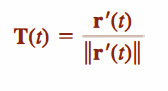 T(t) = r′(t) / ‖r′(t)‖